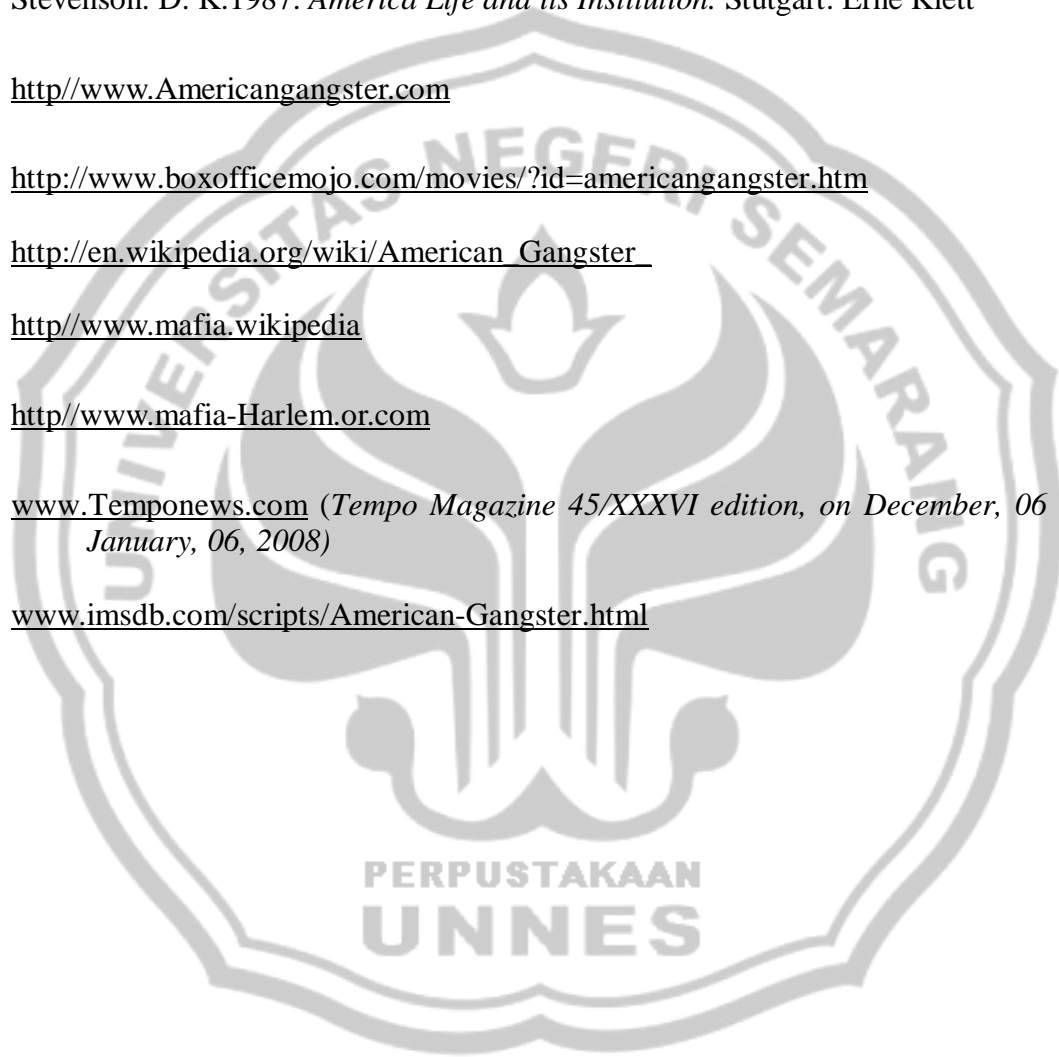 Stevenson. D. K.1987. America Life and its Institution. Stutgart: Erne Klett
http//www.Americangangster.com
http://www.boxofficemojo.com/movies/?id=americangangster.htm
http://en.wikipedia.org/wiki/American_Gangster_
http//www.mafia.wikipedia
http//www.mafia-Harlem.or.com
www.Temponews.com (Tempo Magazine 45/XXXVI edition, on December, 06
January, 06, 2008)
www.imsdb.com/scripts/American-Gangster.html
UNIVERSITAS NEGERI SEMARANG
PERPUSTAKAAN
UNNES